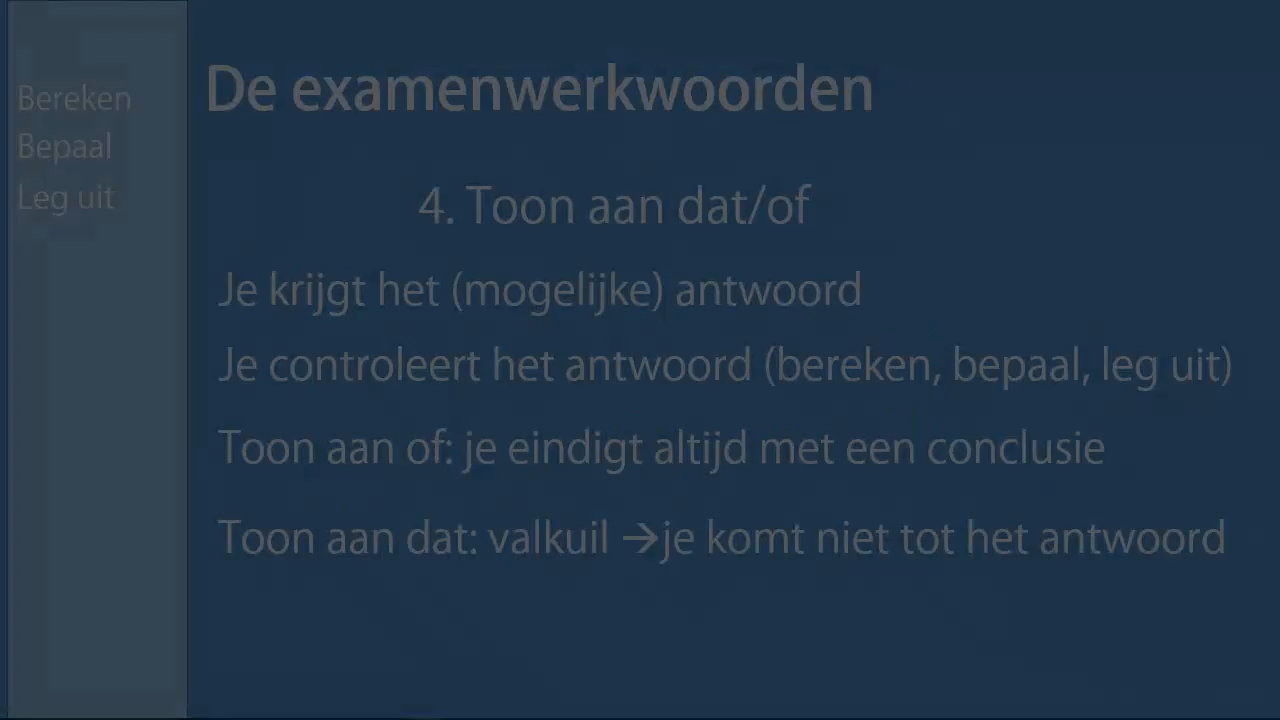 Bereken
Bepaal
Leg uit
De examenwerkwoorden
4. Toon aan dat/of
Je krijgt het (mogelijke) antwoord
Je controleert het antwoord (bereken, bepaal, leg uit)
Toon aan of: je eindigt altijd met een conclusie
Toon aan dat: valkuil →je komt niet tot het antwoord